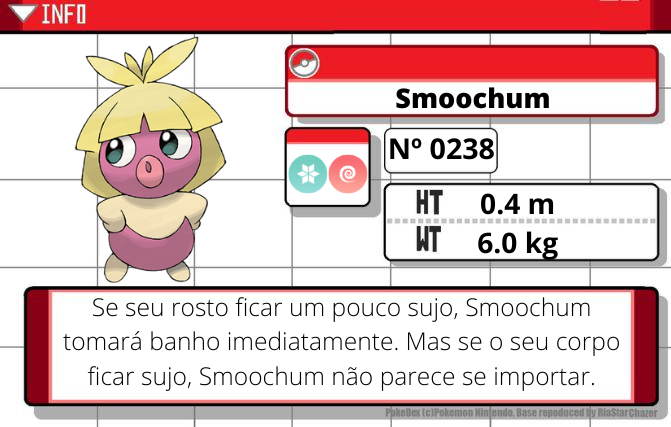 INFO
Smoochum
Nº 0238
HT 0.4 m
WT 6.0 kg
Se seu rosto ficar um pouco sujo, Smoochum
tomará banho imediatamente. Mas se o seu corpo
ficar sujo, Smoochum não parece se importar.
PokeDex (c)Pokemon Nintendo. Base repoduced by RiaStarChazer